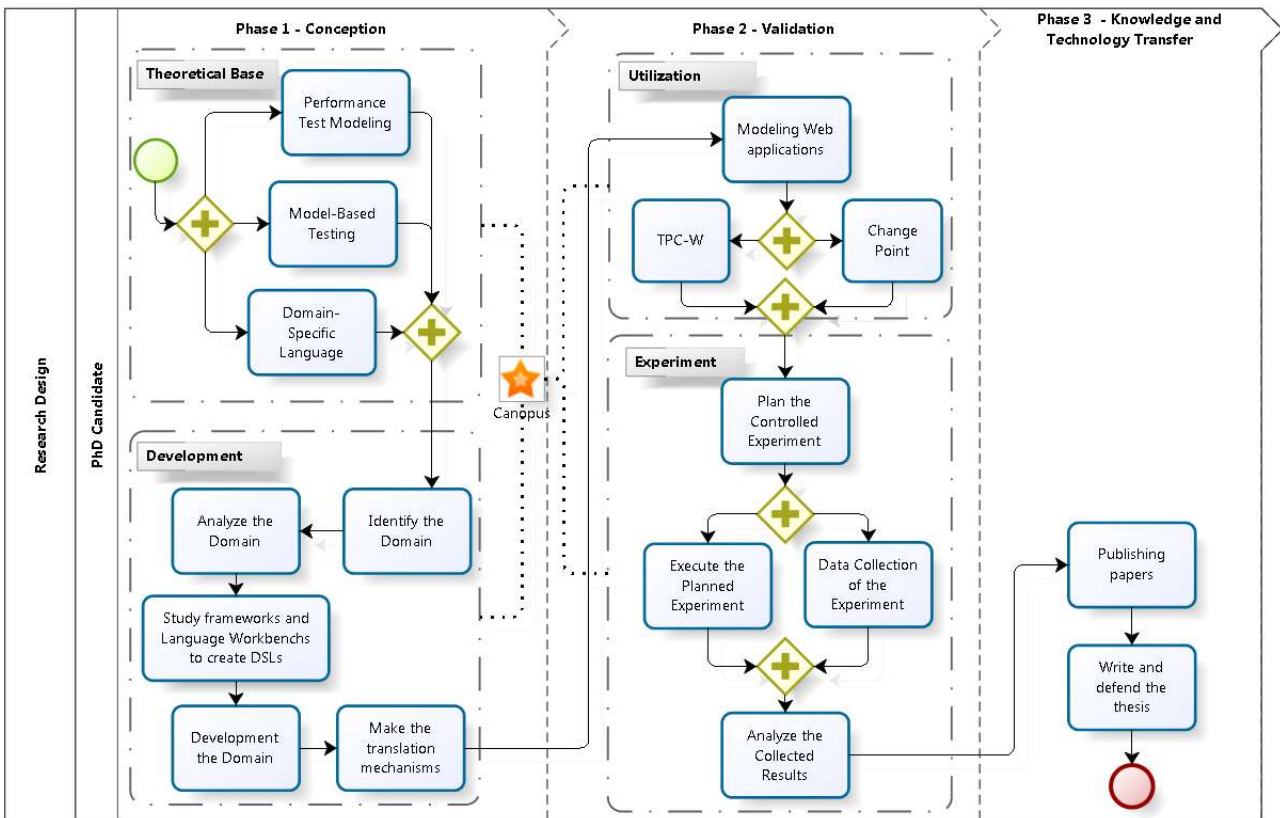 Research Design
PhD Candidate
Phase 1 - Conception
Theoretical Base
Performance
Test Modeling
Model-Based
Testing
Domain-
Specific
Language
Development
Identify the
Domain
Analyze the
Domain
Study frameworks and
Language Workbenchs
to create DSLs
Development
the Domain
Make the
translation
mechanisms
Canopus
Phase 2 - Validation
Utilization
Modeling Web
applications
TPC-W
Change
Point
Experiment
Plan the
Controlled
Experiment
Execute the
Planned
Experiment
Data Collection
of the
Experiment
Analyze the
Collected
Results
Phase 3 - Knowledge and
Technology Transfer
Publishing
papers
Write and
defend the
thesis